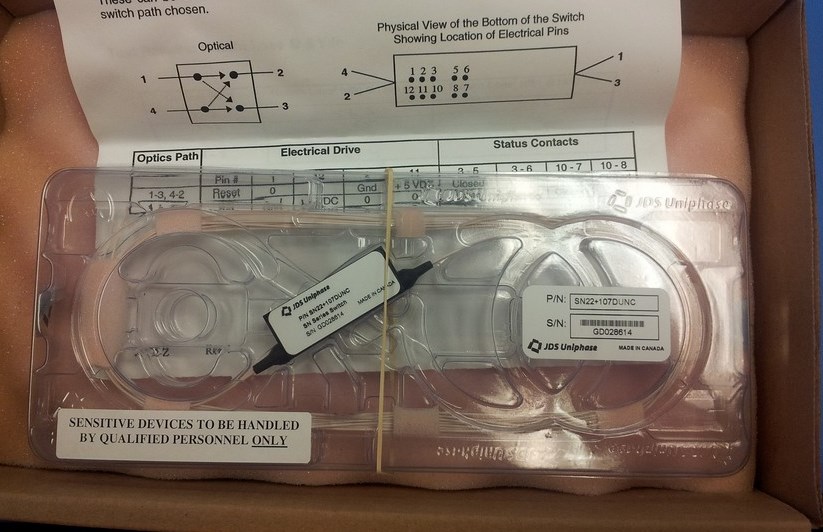 switch path chosen.
Optical
1
2
4
3
Physical View of the Bottom of the Switch
Showing Location of Electrical Pins
4
2
1 2 3 5 6
12 11 10 8 7
1
3
Optics Path Electrical Drive Status Contacts
Pin # 1 11 3 - 5 3 - 6 10 - 7 10 - 8
1-3, 4-2 Reset 0 Gnd 0 + 5 VDC 0 Closed
DC
JDS Uniphase
JDS Uniphase
P/N SN22+107DUNC
SN Series Switch
S/N GD028614
MADE IN CANADA
P/N: SN22+107DUNC
S/N:
GD028614
JDS Uniphase MADE IN CANADA
SENSITIVE DEVICES TO BE HANDLED
BY QUALIFIED PERSONNEL ONLY